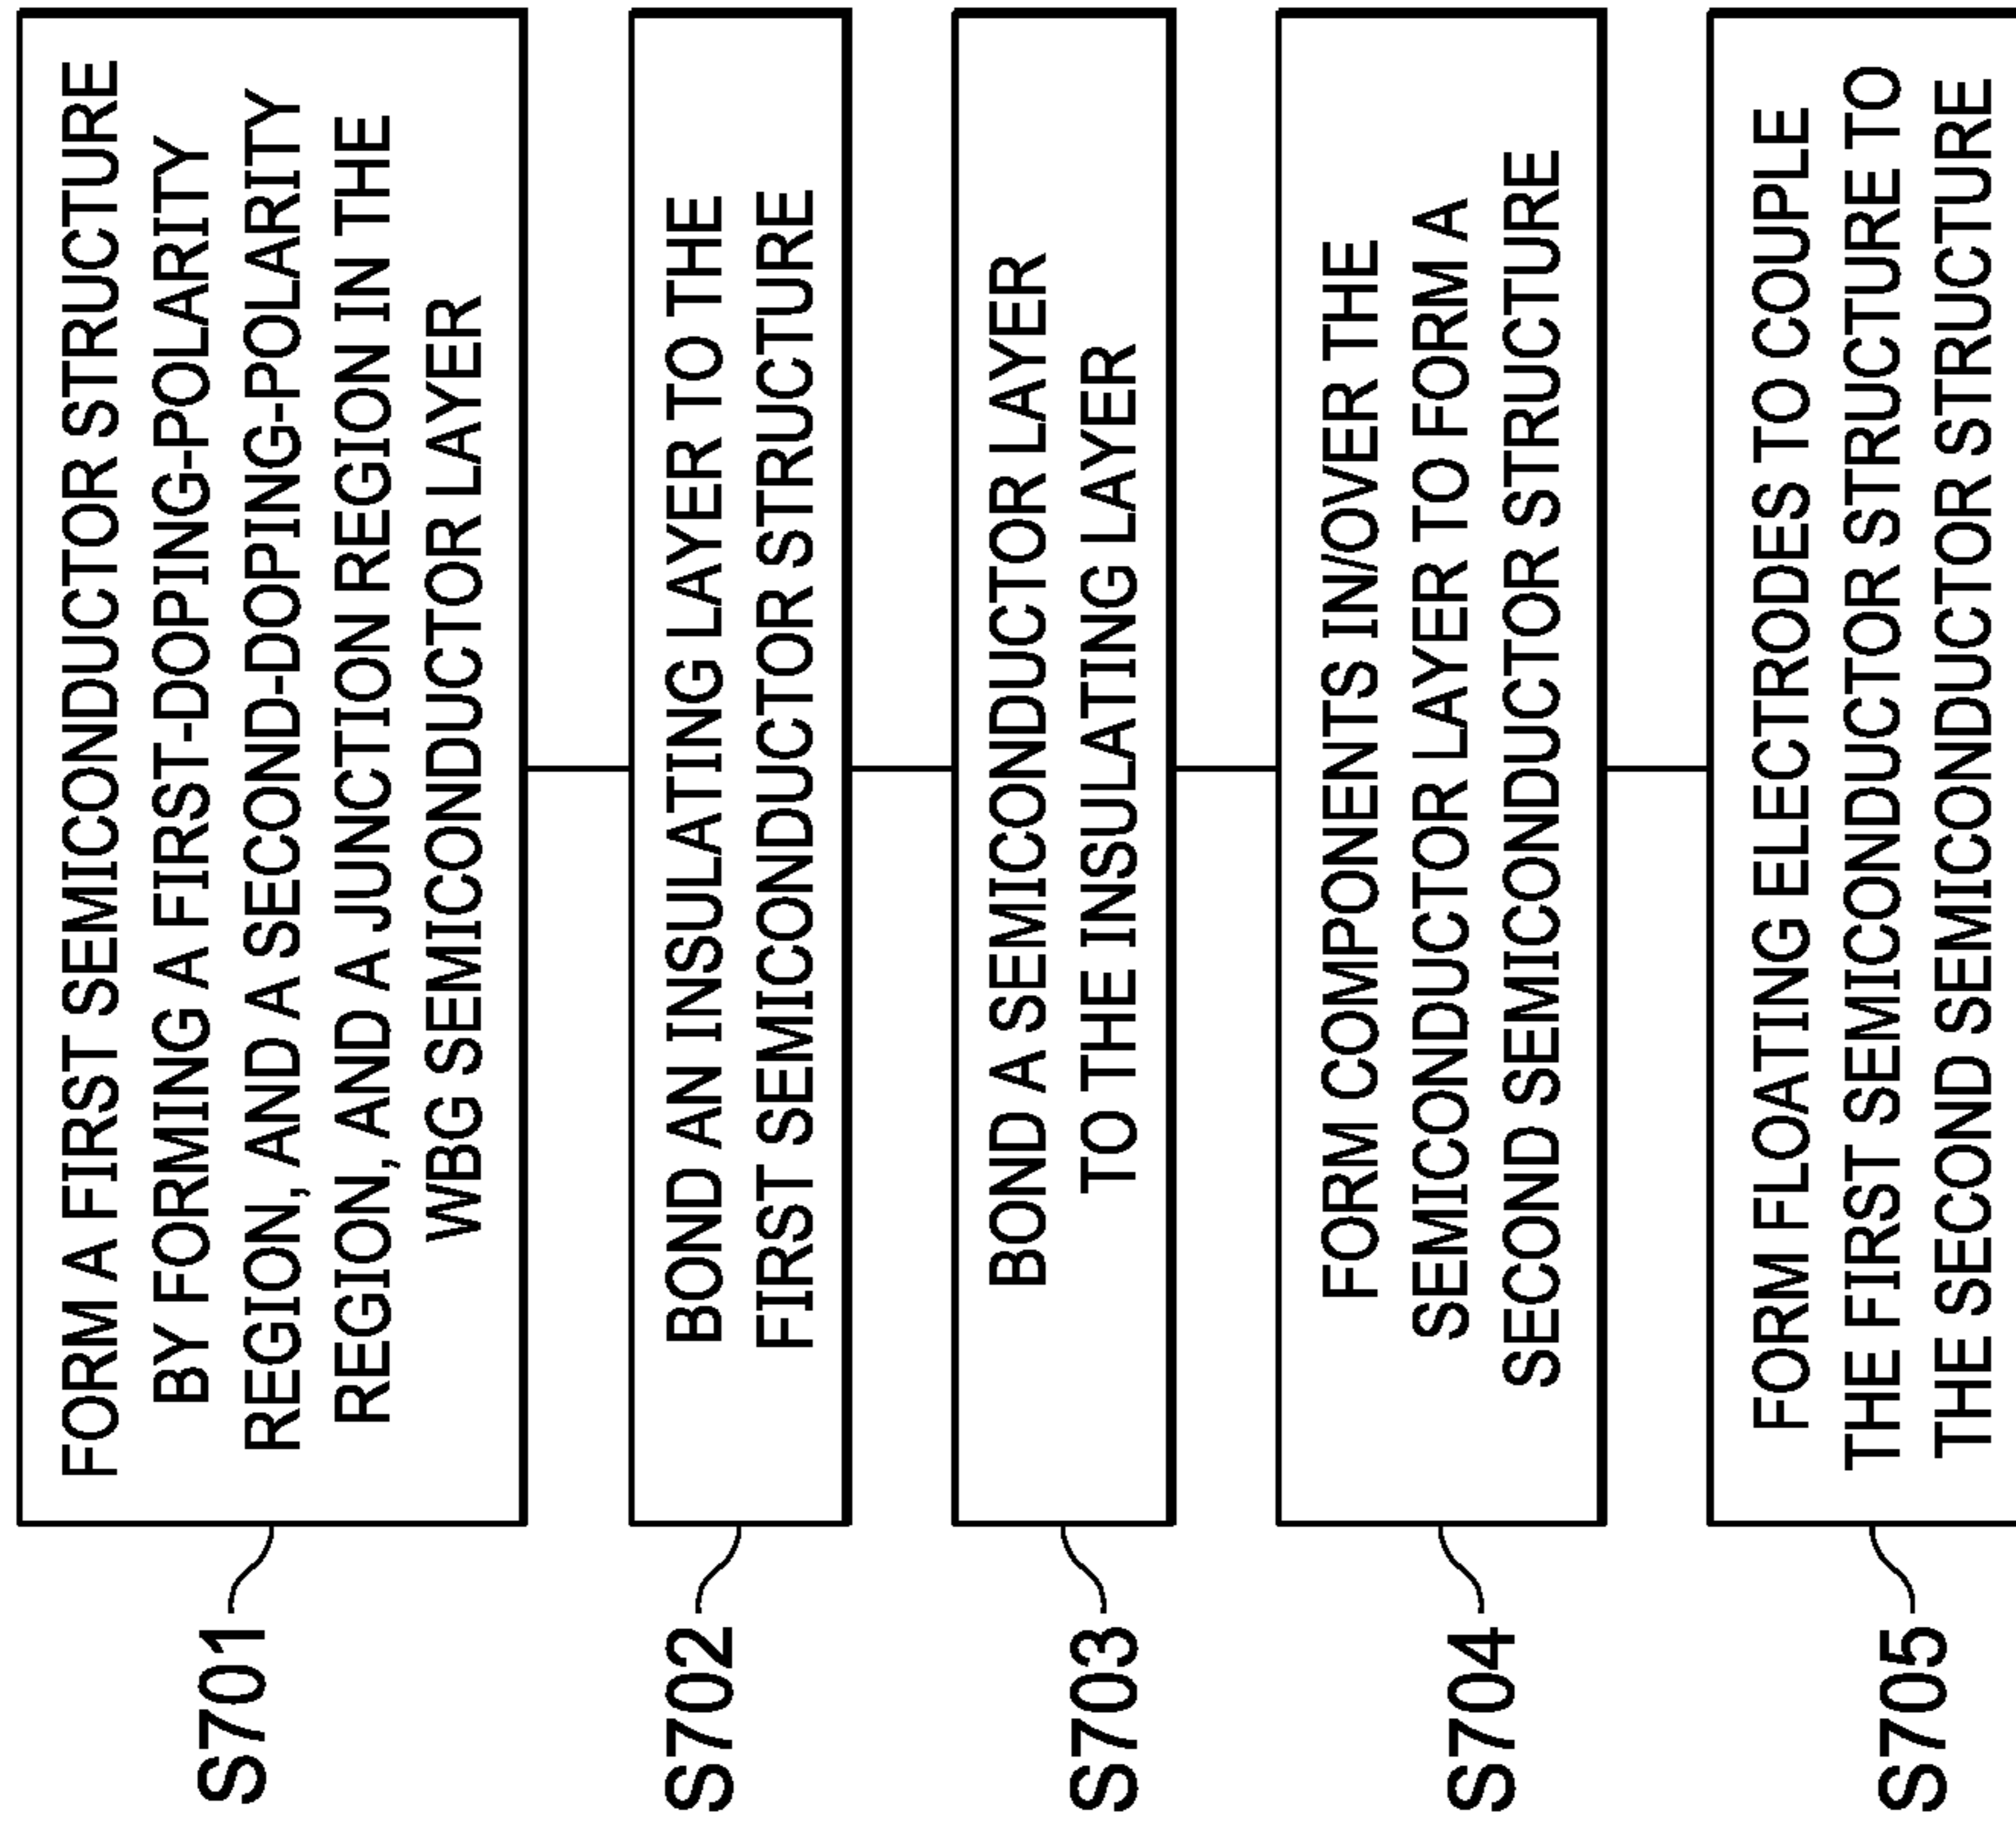 S701
FORM A FIRST SEMICONDUCTOR STRUCTURE
BY FORMING A FIRST-DOPING-POLARITY
REGION, AND A SECOND-DOPING-POLARITY
REGION, AND A JUNCTION REGION IN THE
WBG SEMICONDUCTOR LAYER
S702
BOND AN INSULATING LAYER TO THE
FIRST SEMICONDUCTOR STRUCTURE
S703
BOND A SEMICONDUCTOR LAYER
TO THE INSULATING LAYER
S704
FORM COMPONENTS IN/OVER THE
SEMICONDUCTOR LAYER TO FORM A
SECOND SEMICONDUCTOR STRUCTURE
S705
FORM FLOATING ELECTRODES TO COUPLE
THE FIRST SEMICONDUCTOR STRUCTURE TO
THE SECOND SEMICONDUCTOR STRUCTURE